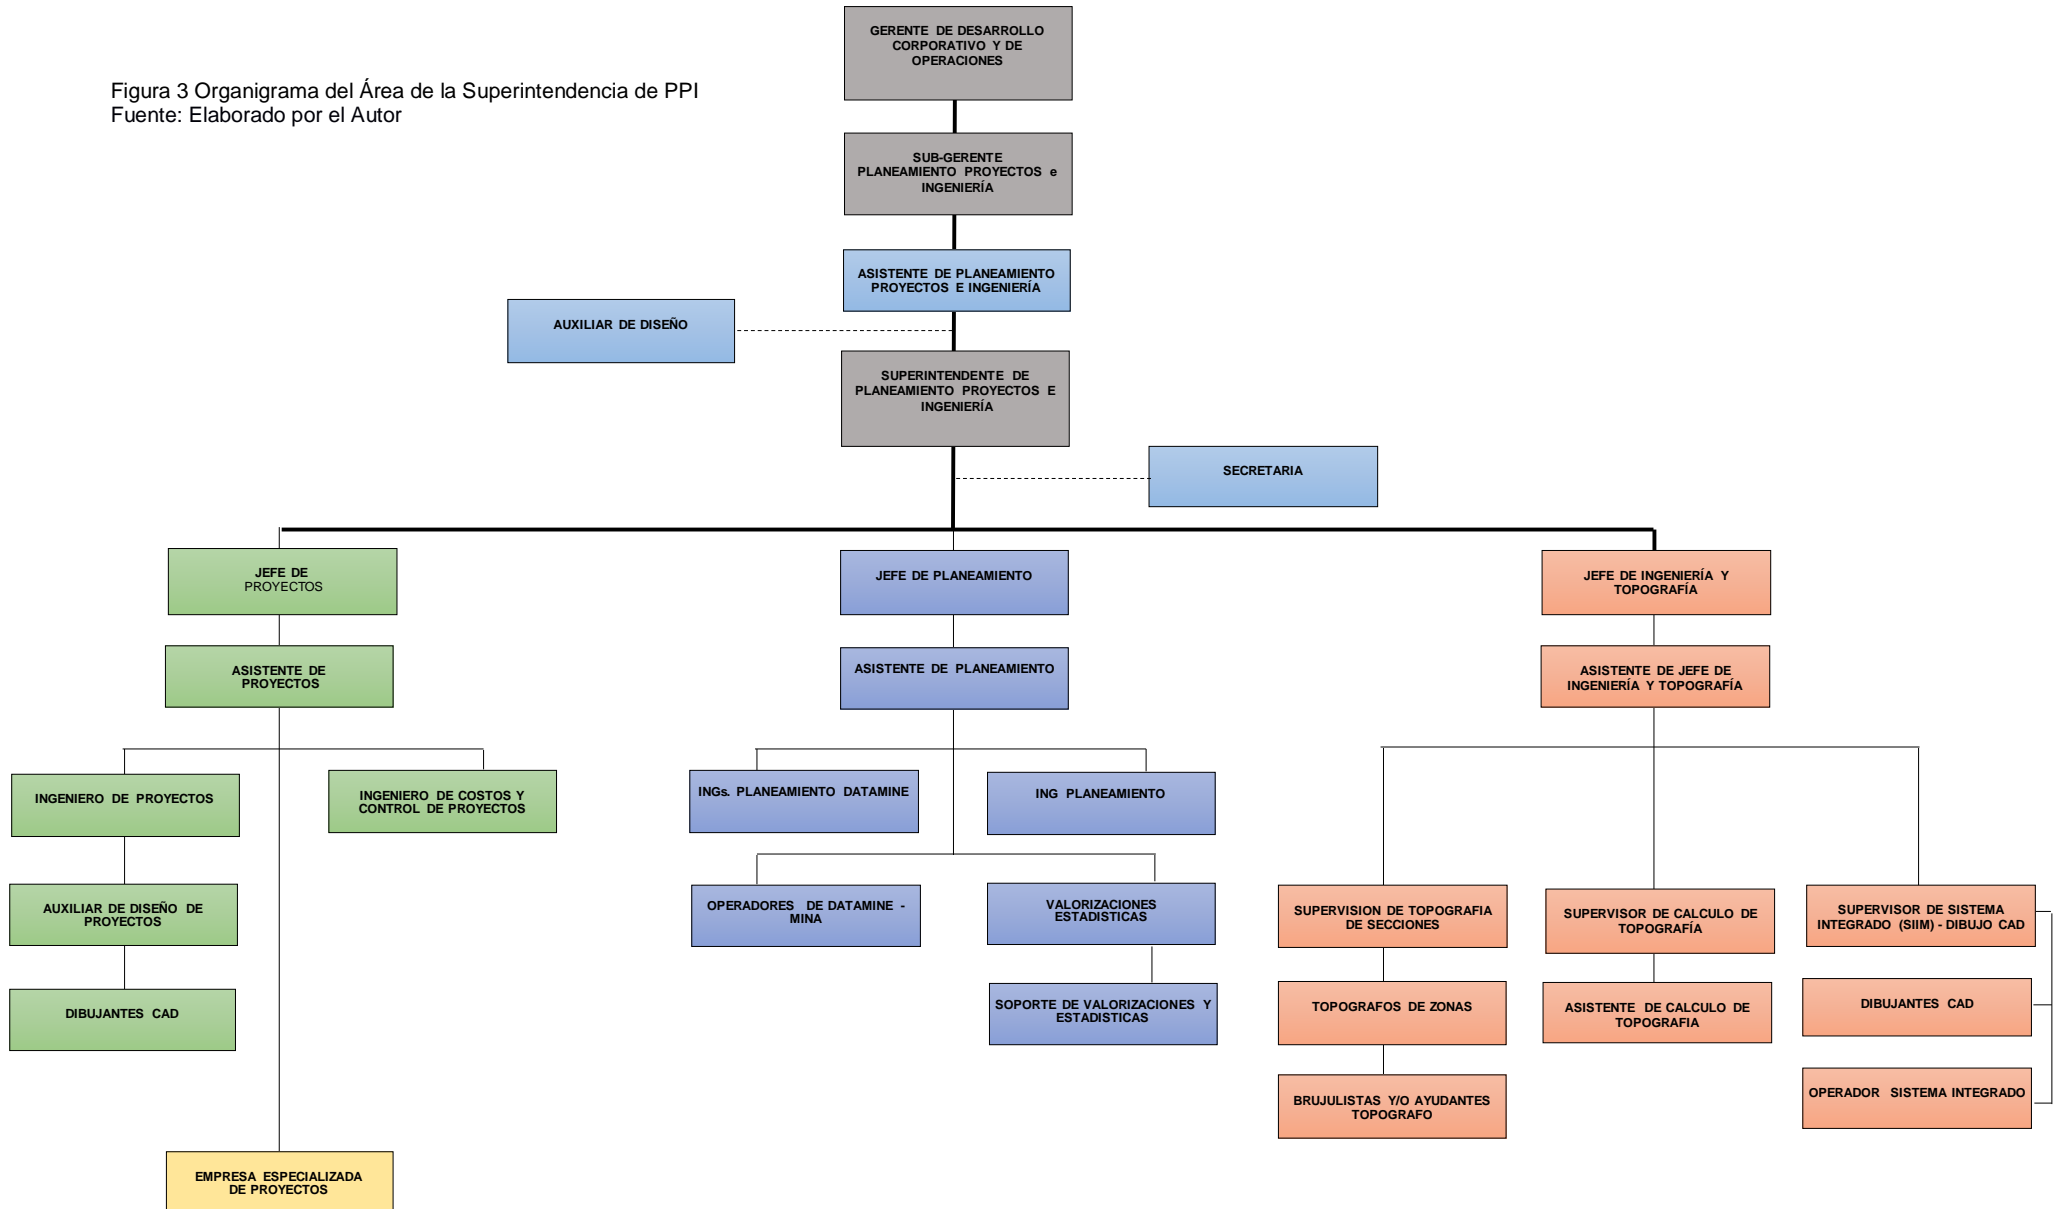 Figura 3 Organigrama del Área de la Superintendencia de PPI
Fuente: Elaborado por el Autor
GERENTE DE DESARROLLO
CORPORATIVO Y DE
OPERACIONES
SUB-GERENTE
PLANEAMIENTO PROYECTOS e
INGENIERÍA
ASISTENTE DE PLANEAMIENTO
PROYECTOS E INGENIERÍA
AUXILIAR DE DISEÑO
SUPERINTENDENTE DE
PLANEAMIENTO PROYECTOS E
INGENIERÍA
SECRETARIA
JEFE DE
PROYECTOS
JEFE DE PLANEAMIENTO
JEFE DE INGENIERÍA Y
TOPOGRAFÍA
ASISTENTE DE
PROYECTOS
ASISTENTE DE PLANEAMIENTO
ASISTENTE DE JEFE DE
INGENIERÍA Y TOPOGRAFÍA
INGENIERO DE PROYECTOS
INGENIERO DE COSTOS Y
CONTROL DE PROYECTOS
INGs. PLANEAMIENTO DATAMINE
ING PLANEAMIENTO
AUXILIAR DE DISEÑO DE
PROYECTOS
OPERADORES DE DATAMINE -
MINA
VALORIZACIONES
ESTADISTICAS
SUPERVISION DE TOPOGRAFIA
DE SECCIONES
SUPERVISOR DE CALCULO DE
TOPOGRAFÍA
SUPERVISOR DE SISTEMA
INTEGRADO (SIIM) - DIBUJO CAD
DIBUJANTES CAD
SOPORTE DE VALORIZACIONES Y
ESTADISTICAS
TOPOGRAFOS DE ZONAS
ASISTENTE DE CALCULO DE
TOPOGRAFIA
DIBUJANTES CAD
BRUJULISTAS Y/O AYUDANTES
TOPOGRAFO
OPERADOR SISTEMA INTEGRADO
EMPRESA ESPECIALIZADA
DE PROYECTOS